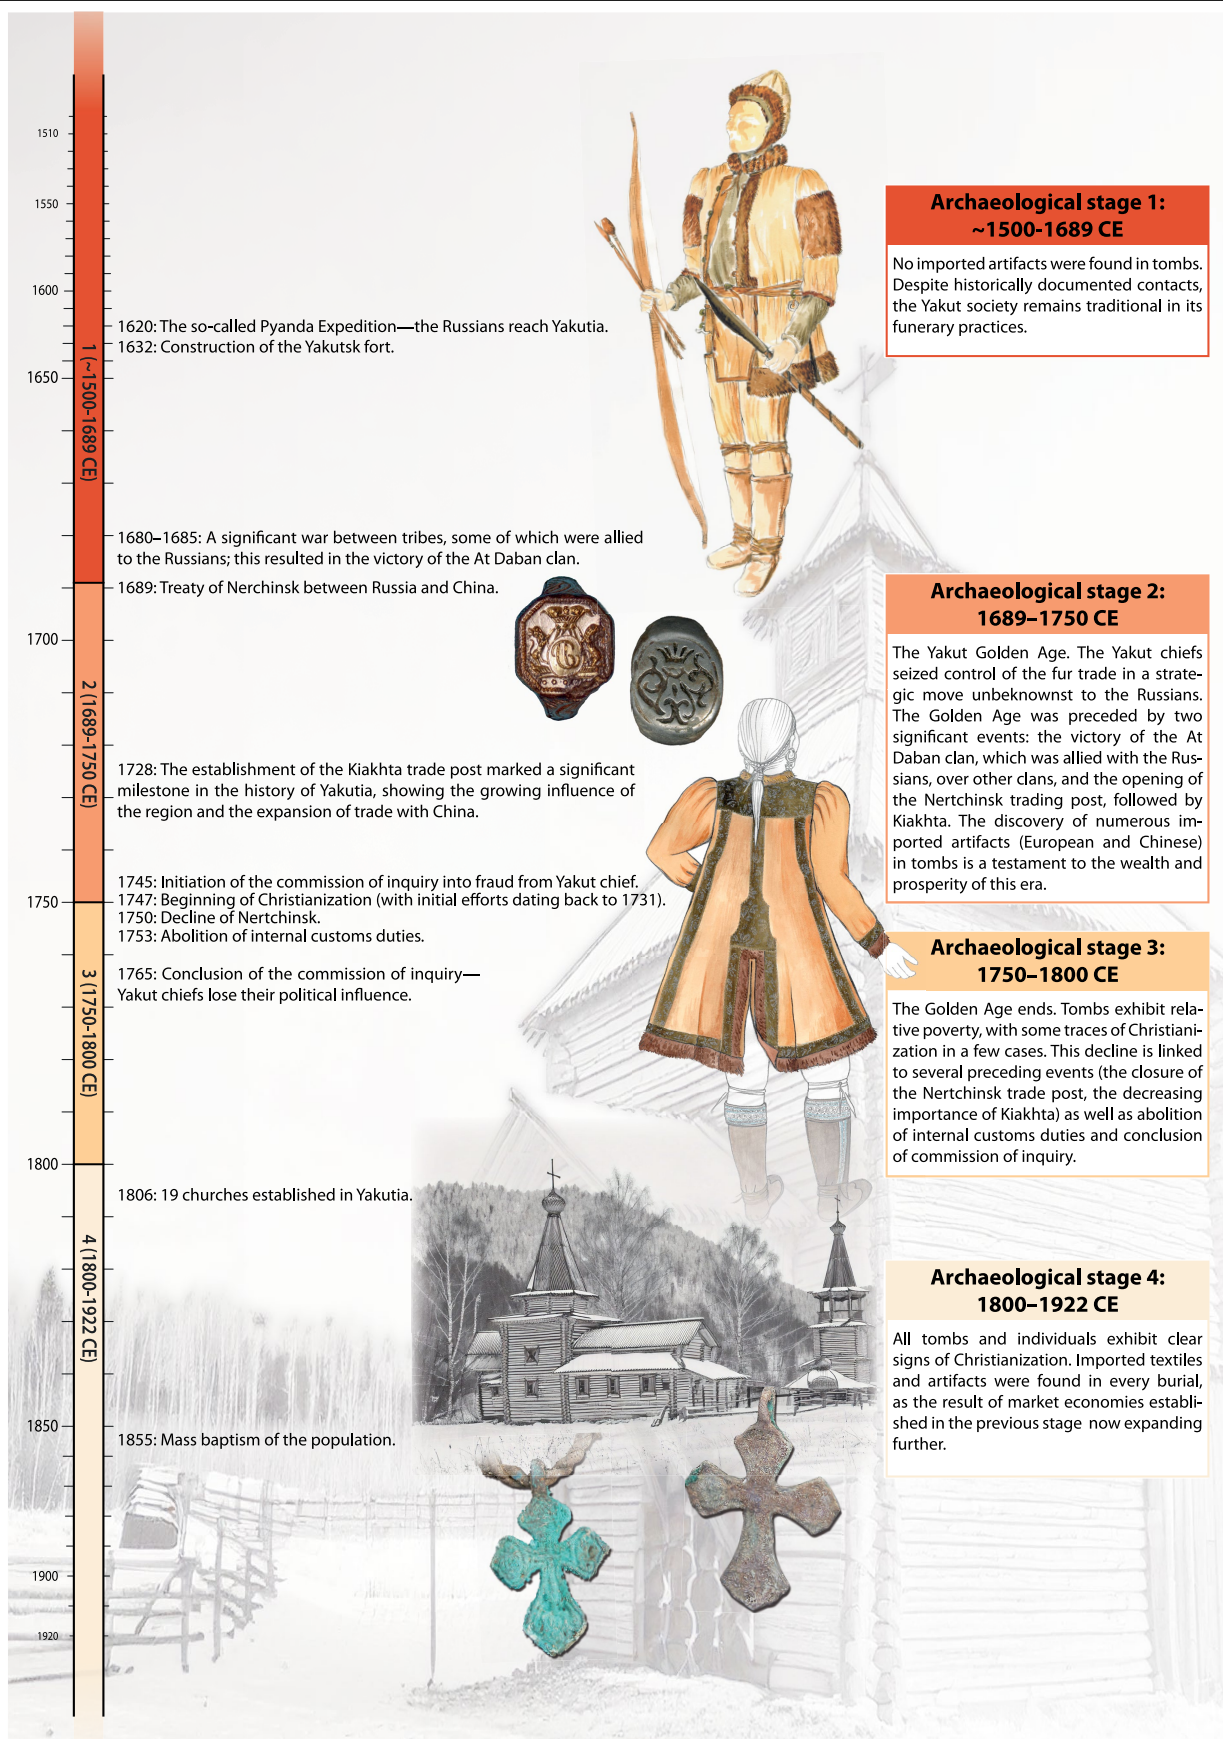 1510
1550
1600
1650
1700
1750
1800
1850
1900
1920
1 (~1500-1689 CE)
2 (1689-1750 CE)
3 (1750-1800 CE)
4 (1800-1922 CE)
1620: The so-called Pyanda Expedition—the Russians reach Yakutia.
1632: Construction of the Yakutsk fort.
1680–1685: A significant war between tribes, some of which were allied
to the Russians; this resulted in the victory of the At Daban clan.
1689: Treaty of Nerchinsk between Russia and China.
1728: The establishment of the Kiakhta trade post marked a significant
milestone in the history of Yakutia, showing the growing influence of
the region and the expansion of trade with China.
1745: Initiation of the commission of inquiry into fraud from Yakut chief.
1747: Beginning of Christianization (with initial efforts dating back to 1731).
1750: Decline of Nertchinsk.
1753: Abolition of internal customs duties.
1765: Conclusion of the commission of inquiry—
Yakut chiefs lose their political influence.
1806: 19 churches established in Yakutia.
1855: Mass baptism of the population.
Archaeological stage 1:
~1500-1689 CE
No imported artifacts were found in tombs.
Despite historically documented contacts,
the Yakut society remains traditional in its
funerary practices.
Archaeological stage 2:
1689–1750 CE
The Yakut Golden Age. The Yakut chiefs
seized control of the fur trade in a strate-
gic move unbeknownst to the Russians.
The Golden Age was preceded by two
significant events: the victory of the At
Daban clan, which was allied with the Rus-
sians, over other clans, and the opening of
the Nertchinsk trading post, followed by
Kiakhta. The discovery of numerous im-
ported artifacts (European and Chinese)
in tombs is a testament to the wealth and
prosperity of this era.
Archaeological stage 3:
1750–1800 CE
The Golden Age ends. Tombs exhibit rela-
tive poverty, with some traces of Christiani-
zation in a few cases. This decline is linked
to several preceding events (the closure of
the Nertchinsk trade post, the decreasing
importance of Kiakhta) as well as abolition
of internal customs duties and conclusion
of commission of inquiry.
Archaeological stage 4:
1800–1922 CE
All tombs and individuals exhibit clear
signs of Christianization. Imported textiles
and artifacts were found in every burial,
as the result of market economies establi-
shed in the previous stage now expanding
further.